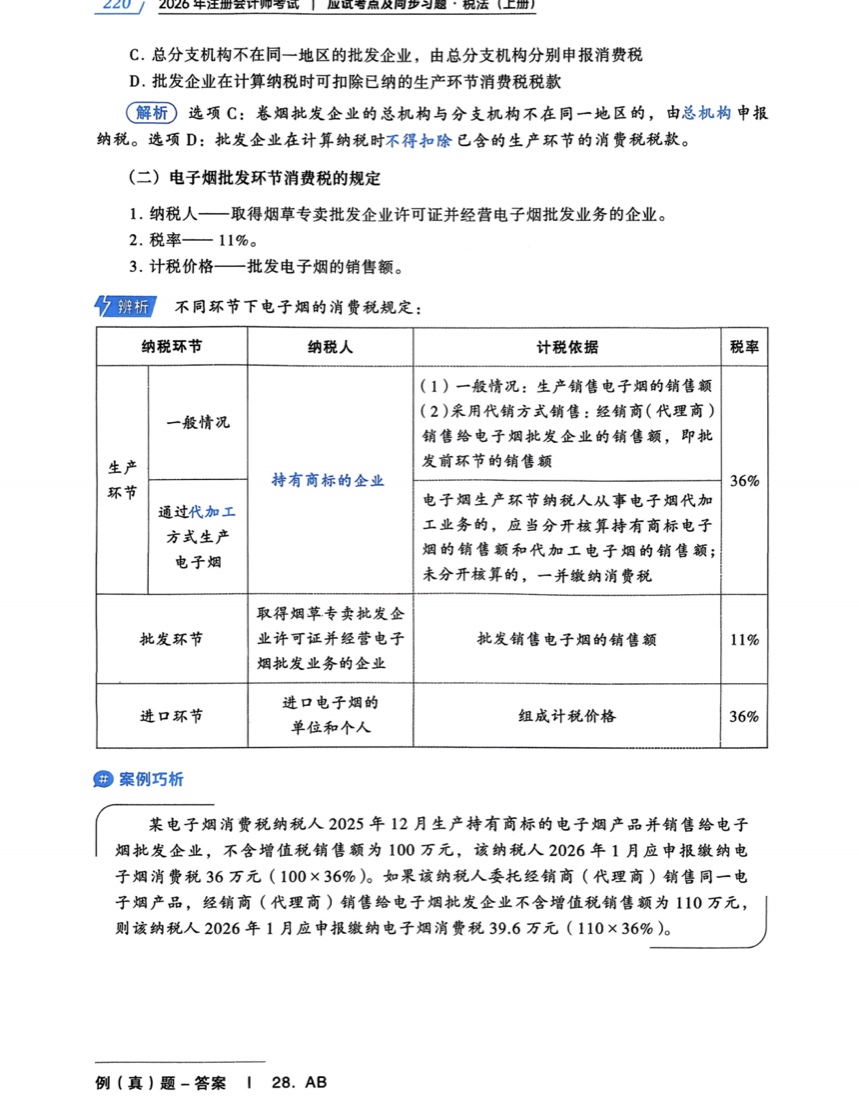 220 2026年注册会计师考试 | 应试考点及同步习题·税法(上册)
C. 总分支机构不在同一地区的批发企业，由总分支机构分别申报消费税
D. 批发企业在计算纳税时可扣除已纳的生产环节消费税税款
解析 选项 C：卷烟批发企业的总机构与分支机构不在同一地区的，由总机构申报
纳税。选项 D：批发企业在计算纳税时不得扣除已含的生产环节的消费税税款。
（二）电子烟批发环节消费税的规定
1. 纳税人——取得烟草专卖批发企业许可证并经营电子烟批发业务的企业。
2. 税率—— 11%。
3. 计税价格——批发电子烟的销售额。
辨析 不同环节下电子烟的消费税规定：
纳税环节 纳税人 计税依据 税率
生产
环节
一般情况
持有商标的企业
（1）一般情况：生产销售电子烟的销售额
（2）采用代销方式销售：经销商（代理商）
销售给电子烟批发企业的销售额，即批
发前环节的销售额
36%
通过代加工
方式生产
电子烟
电子烟生产环节纳税人从事电子烟代加
工业务的，应当分开核算持有商标电子
烟的销售额和代加工电子烟的销售额；
未分开核算的，一并缴纳消费税
批发环节
取得烟草专卖批发企
业许可证并经营电子
烟批发业务的企业
批发销售电子烟的销售额
11%
进口环节
进口电子烟的
单位和个人
组成计税价格
36%
# 案例巧析
某电子烟消费税纳税人 2025 年 12 月生产持有商标的电子烟产品并销售给电子
烟批发企业，不含增值税销售额为 100 万元，该纳税人 2026 年 1 月应申报缴纳电
子烟消费税 36 万元（100×36%）。如果该纳税人委托经销商（代理商）销售同一电
子烟产品，经销商（代理商）销售给电子烟批发企业不含增值税销售额为 110 万元，
则该纳税人 2026 年 1 月应申报缴纳电子烟消费税 39.6 万元（110×36%）。
例（真）题－答案 | 28. AB